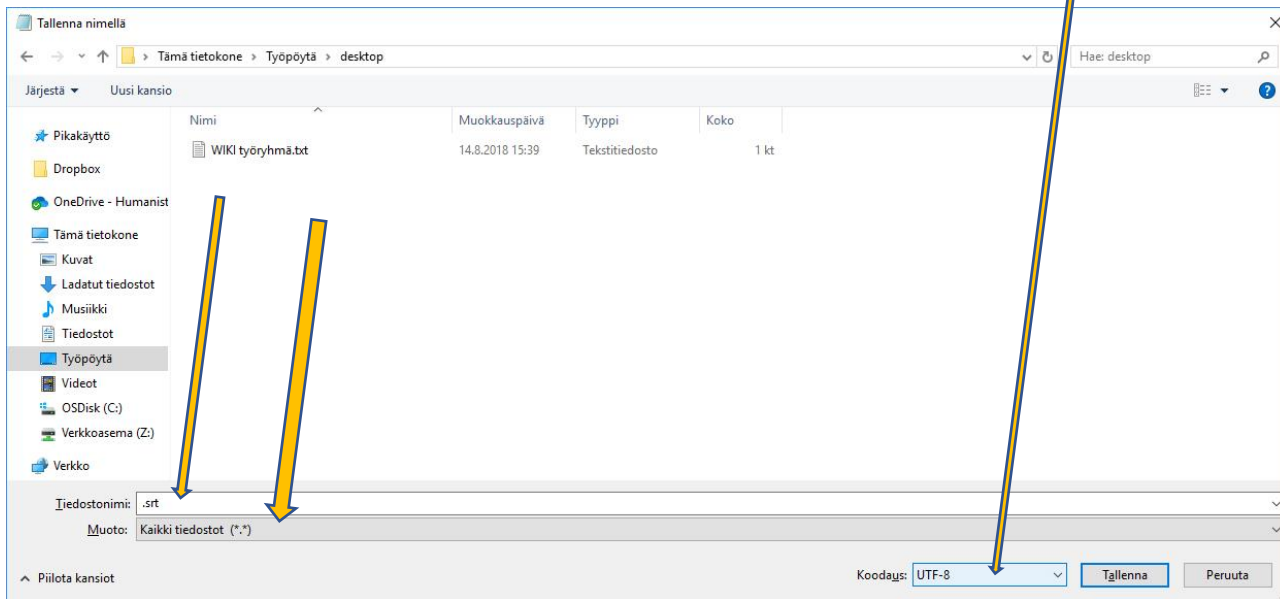 Tallenna nimellä
Tämä tietokone › Työpöytä › desktop
Hae: desktop
Järjestä
Uusi kansio
Nimi Muokkauspäivä Tyyppi Koko
WIKI työryhmä.txt 14.8.2018 15:39 Tekstitiedosto 1 kt
Pikakäyttö
Dropbox
OneDrive - Humanist
Tämä tietokone
Kuvat
Ladatut tiedostot
Musiikki
Tiedostot
Työpöytä
Videot
OSDisk (C:)
Verkkoasema (Z:)
Verkko
Tiedostonimi: .srt
Muoto: Kaikki tiedostot (*.*)
Piilota kansiot
Koodaus: UTF-8
Tallenna
Peruuta